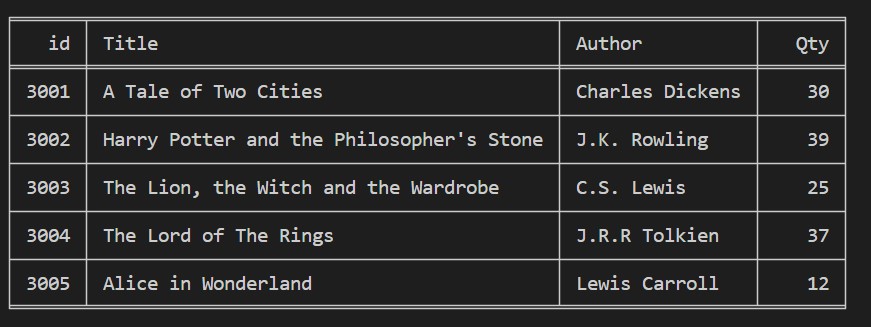 id Title Author Qty
3001 A Tale of Two Cities Charles Dickens 30
3002 Harry Potter and the Philosopher's Stone J.K. Rowling 39
3003 The Lion, the Witch and the Wardrobe C.S. Lewis 25
3004 The Lord of The Rings J.R.R Tolkien 37
3005 Alice in Wonderland Lewis Carroll 12